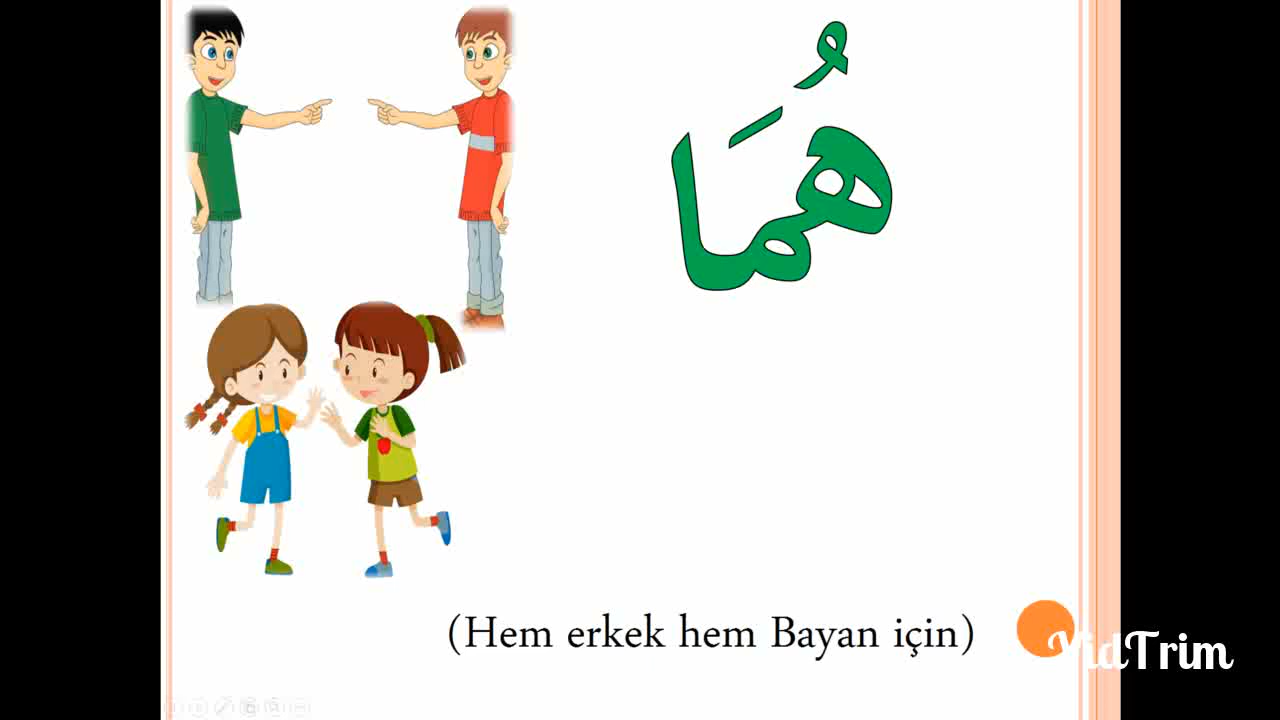 هُمَا
(Hem erkek hem Bayan için)
VidTrim